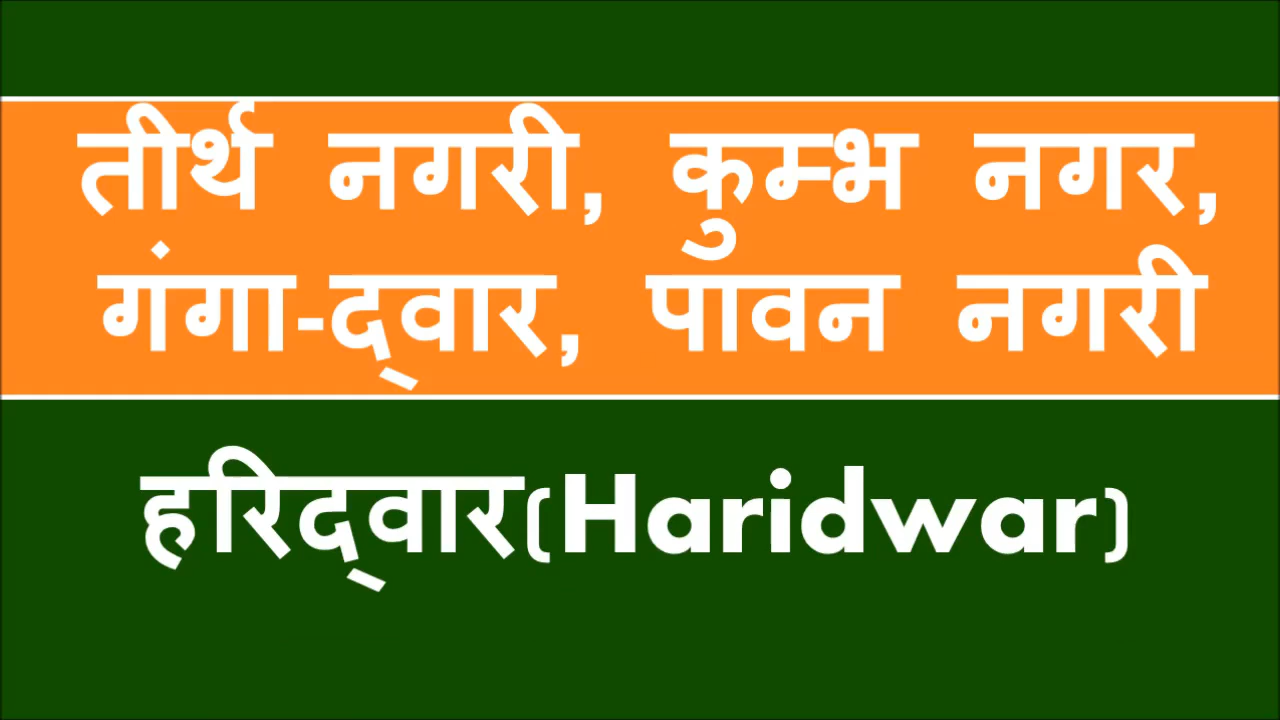 तीर्थ नगरी, कुम्भ नगर,
गंगा-द्‌वार, पावन नगरी
हरिद्‌वार(Haridwar)